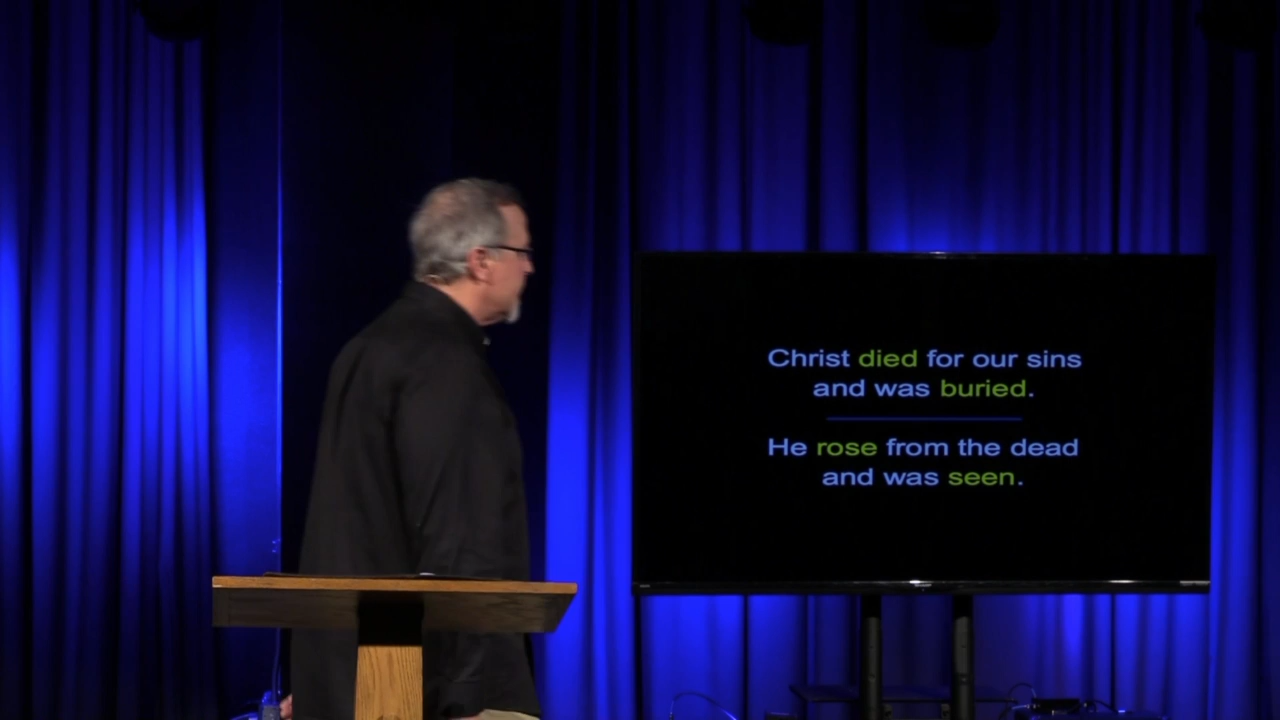 Christ died for our sins
and was buried.
He rose from the dead
and was seen.